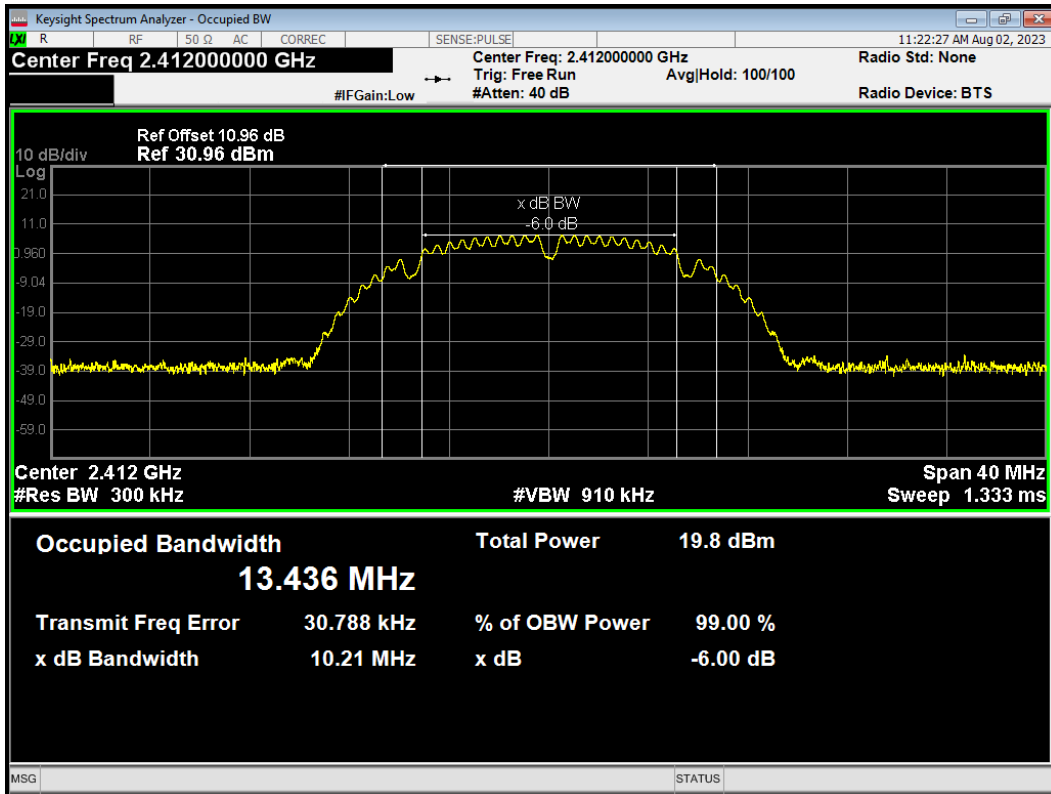 Keysight Spectrum Analyzer - Occupied BW
LXI R RF 50 Ω AC CORREC SENSE:PULSE 11:22:27 AM Aug 02, 2023
Center Freq 2.412000000 GHz Center Freq: 2.412000000 GHz Radio Std: None
Trig: Free Run Avg|Hold: 100/100
#IFGain:Low #Atten: 40 dB Radio Device: BTS
Ref Offset 10.96 dB
10 dB/div Ref 30.96 dBm
Log
21.0
x dB BW
11.0 -6.0 dB
0.960
-9.04
-19.0
-29.0
-39.0
-49.0
-59.0
Center 2.412 GHz Span 40 MHz
#Res BW 300 kHz #VBW 910 kHz Sweep 1.333 ms
Occupied Bandwidth Total Power 19.8 dBm
13.436 MHz
Transmit Freq Error 30.788 kHz % of OBW Power 99.00 %
x dB Bandwidth 10.21 MHz x dB -6.00 dB
MSG STATUS